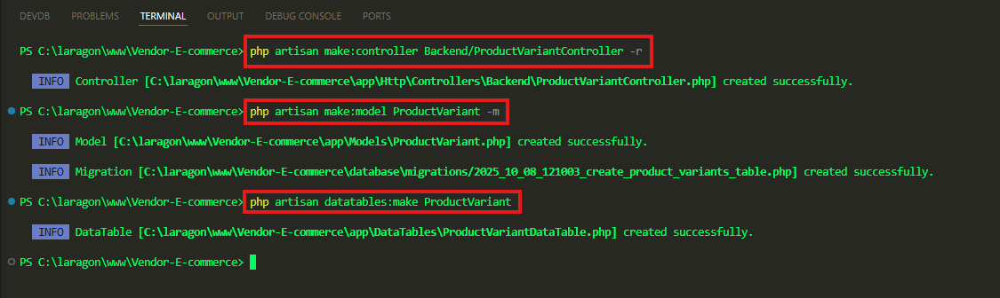 DEVDB PROBLEMS TERMINAL OUTPUT DEBUG CONSOLE PORTS
PS C:\laragon\www\Vendor-E-commerce> php artisan make:controller Backend/ProductVariantController -r
INFO Controller [C:\laragon\www\Vendor-E-commerce\app\Http\Controllers\Backend\ProductVariantController.php] created successfully.
PS C:\laragon\www\Vendor-E-commerce> php artisan make:model ProductVariant -m
INFO Model [C:\laragon\www\Vendor-E-commerce\app\Models\ProductVariant.php] created successfully.
INFO Migration [C:\laragon\www\Vendor-E-commerce\database\migrations/2025_10_08_121003_create_product_variants_table.php] created successfully.
PS C:\laragon\www\Vendor-E-commerce> php artisan datatables:make ProductVariant
INFO DataTable [C:\laragon\www\Vendor-E-commerce\app\DataTables\ProductVariantDataTable.php] created successfully.
PS C:\laragon\www\Vendor-E-commerce>